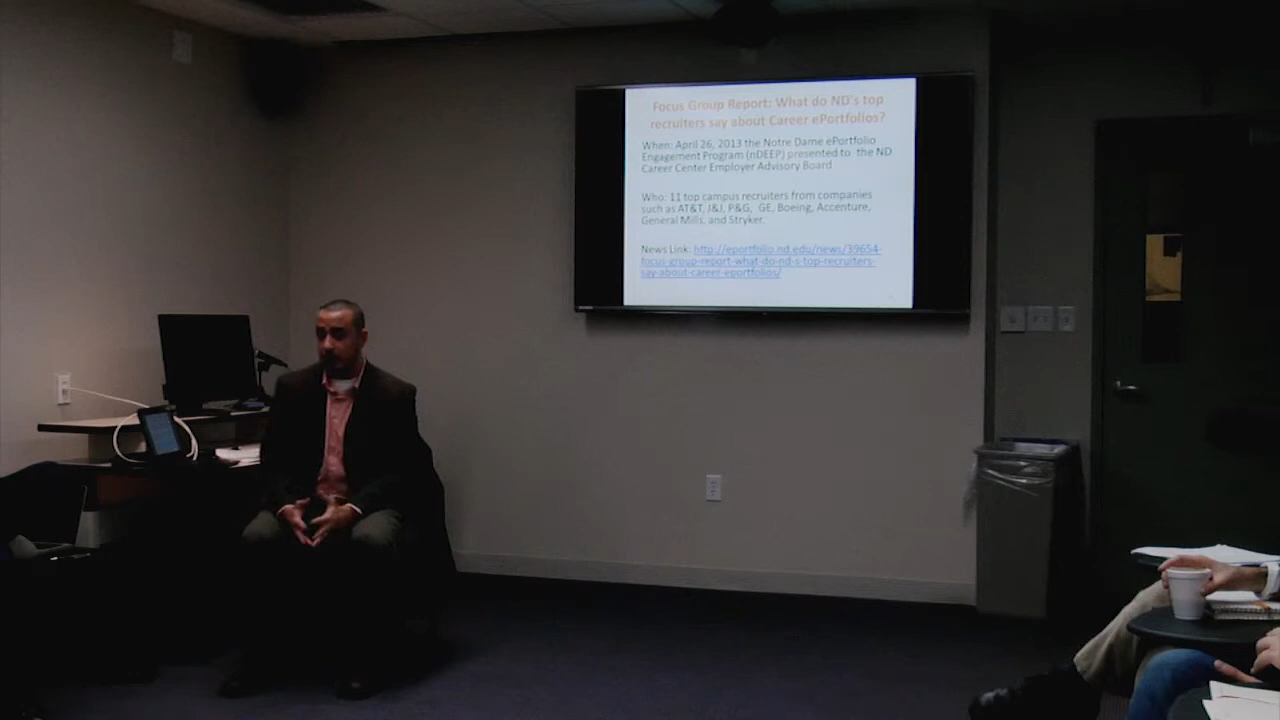 Focus Group Report: What do ND's top
recruiters say about Career ePortfolios?
When: April 26, 2013 the Notre Dame ePortfolio
Engagement Program (nDEEP) presented to the ND
Career Center Employer Advisory Board
Who: 11 top campus recruiters from companies
such as AT&T, J&J, P&G, GE, Boeing, Accenture,
General Mills, and Stryker.
News Link: http://eportfolio.nd.edu/news/39654-
focus-group-report-what-do-nd-s-top-recruiters-
say-about-career-eportfolios/